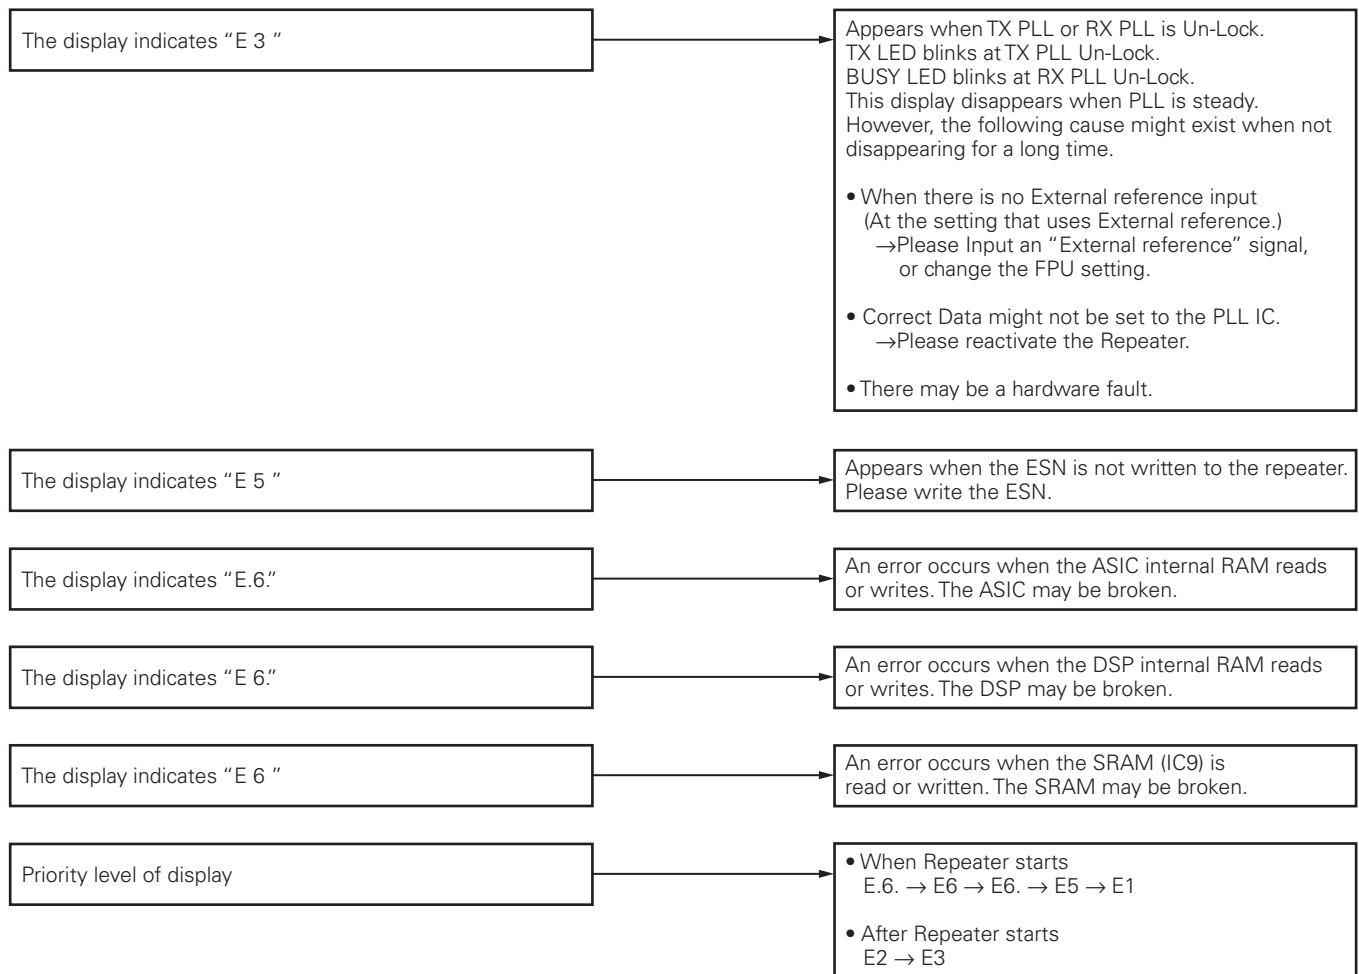 The display indicates “E 3 ”
Appears when TX PLL or RX PLL is Un-Lock.
TX LED blinks at TX PLL Un-Lock.
BUSY LED blinks at RX PLL Un-Lock.
This display disappears when PLL is steady.
However, the following cause might exist when not
disappearing for a long time.
• When there is no External reference input
(At the setting that uses External reference.)
→Please Input an “External reference” signal,
or change the FPU setting.
• Correct Data might not be set to the PLL IC.
→Please reactivate the Repeater.
• There may be a hardware fault.
The display indicates “E 5 ”
Appears when the ESN is not written to the repeater.
Please write the ESN.
The display indicates “E.6.”
An error occurs when the ASIC internal RAM reads
or writes. The ASIC may be broken.
The display indicates “E 6.”
An error occurs when the DSP internal RAM reads
or writes. The DSP may be broken.
The display indicates “E 6 ”
An error occurs when the SRAM (IC9) is
read or written. The SRAM may be broken.
Priority level of display
• When Repeater starts
E.6. → E6 → E6. → E5 → E1
• After Repeater starts
E2 → E3